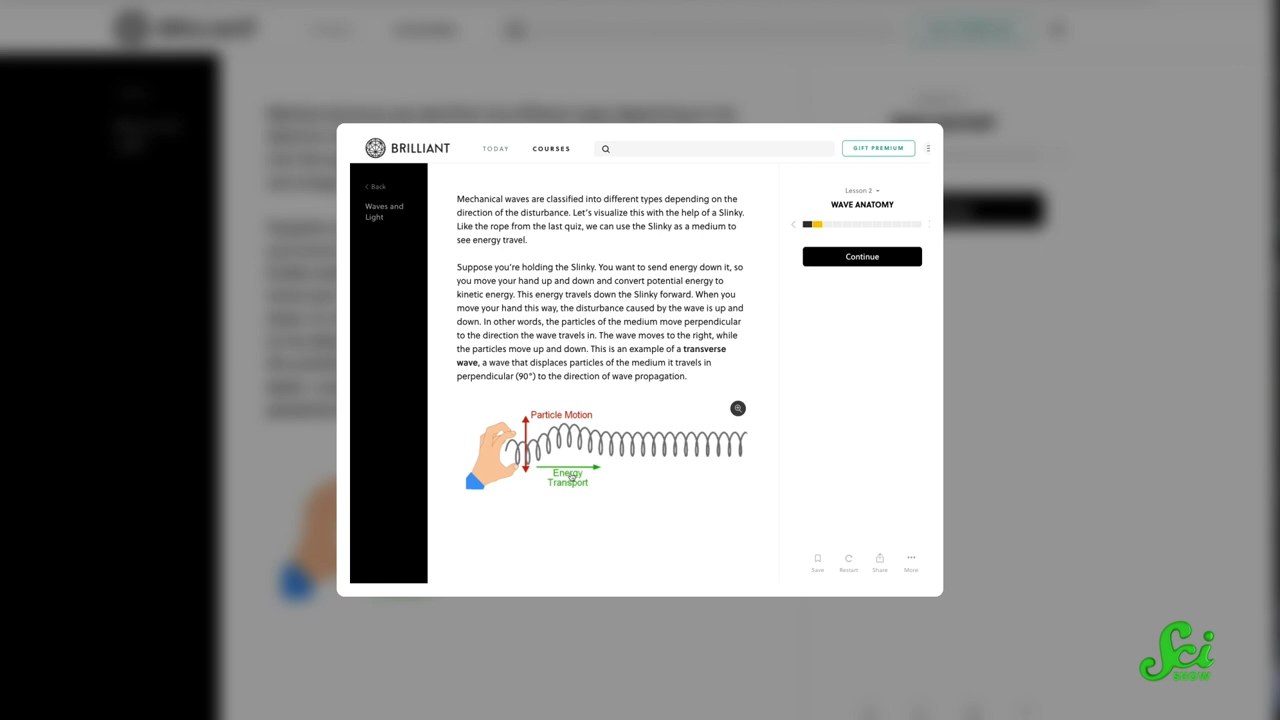 BRILLIANT
TODAY
COURSES
GIFT PREMIUM
Back
Waves and
Light
Mechanical waves are classified into different types depending on the
direction of the disturbance. Let's visualize this with the help of a Slinky.
Like the rope from the last quiz, we can use the Slinky as a medium to
see energy travel.
Suppose you're holding the Slinky. You want to send energy down it, so
you move your hand up and down and convert potential energy to
kinetic energy. This energy travels down the Slinky forward. When you
move your hand this way, the disturbance caused by the wave is up and
down. In other words, the particles of the medium move perpendicular
to the direction the wave travels in. The wave moves to the right, while
the particles move up and down. This is an example of a transverse
wave, a wave that displaces particles of the medium it travels in
perpendicular (90°) to the direction of wave propagation.
Particle Motion
Energy
Transport
Lesson 2
WAVE ANATOMY
Continue
Save
Restart
Share
More
Sci
SHOW